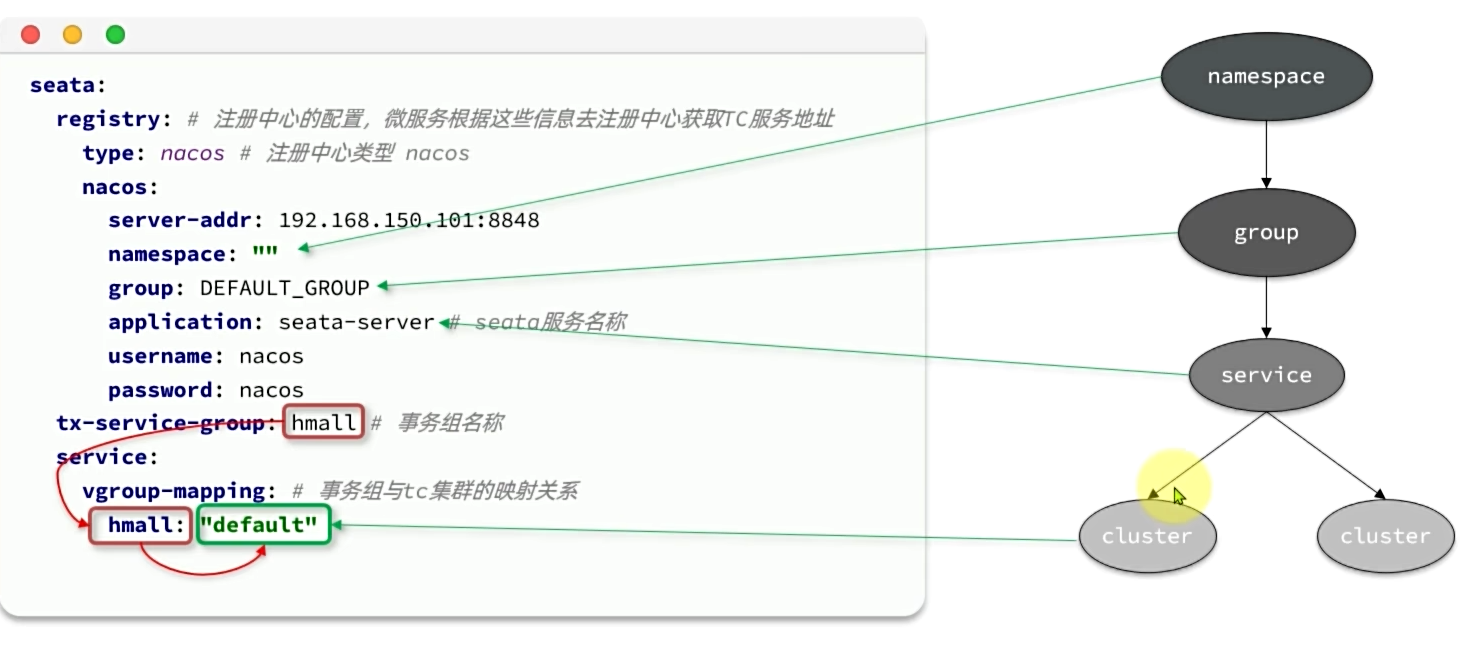 seata:
registry: # 注册中心的配置，微服务根据这些信息去注册中心获取TC服务地址
type: nacos # 注册中心类型 nacos
nacos:
server-addr: 192.168.150.101:8848
namespace: ""
group: DEFAULT_GROUP
application: seata-server # seata服务名称
username: nacos
password: nacos
tx-service-group: hmall # 事务组名称
service:
vgroup-mapping: # 事务组与tc集群的映射关系
hmall: "default"
namespace
group
service
cluster
cluster